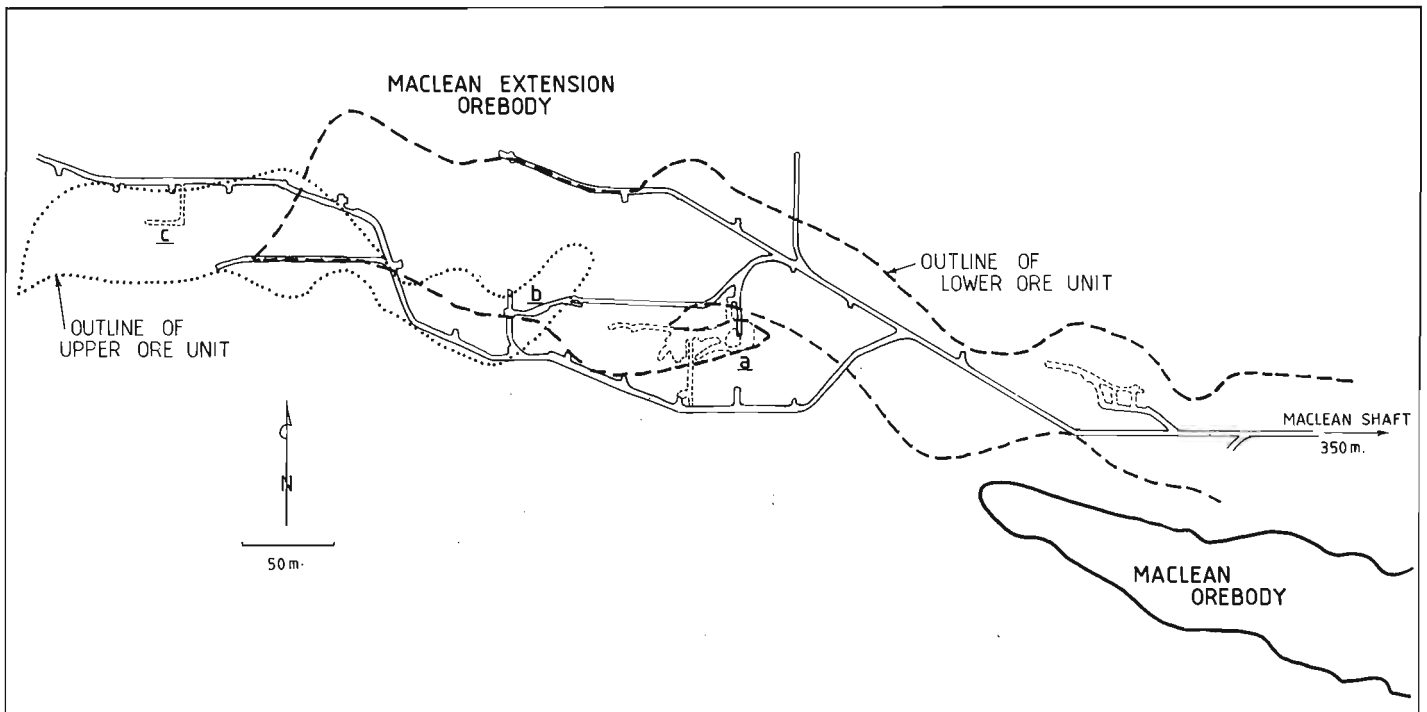 MACLEAN EXTENSION
OREBODY
c
b
a
OUTLINE OF
UPPER ORE UNIT
OUTLINE OF
LOWER ORE UNIT
MACLEAN SHAFT
350 m.
N
50 m.
MACLEAN
OREBODY